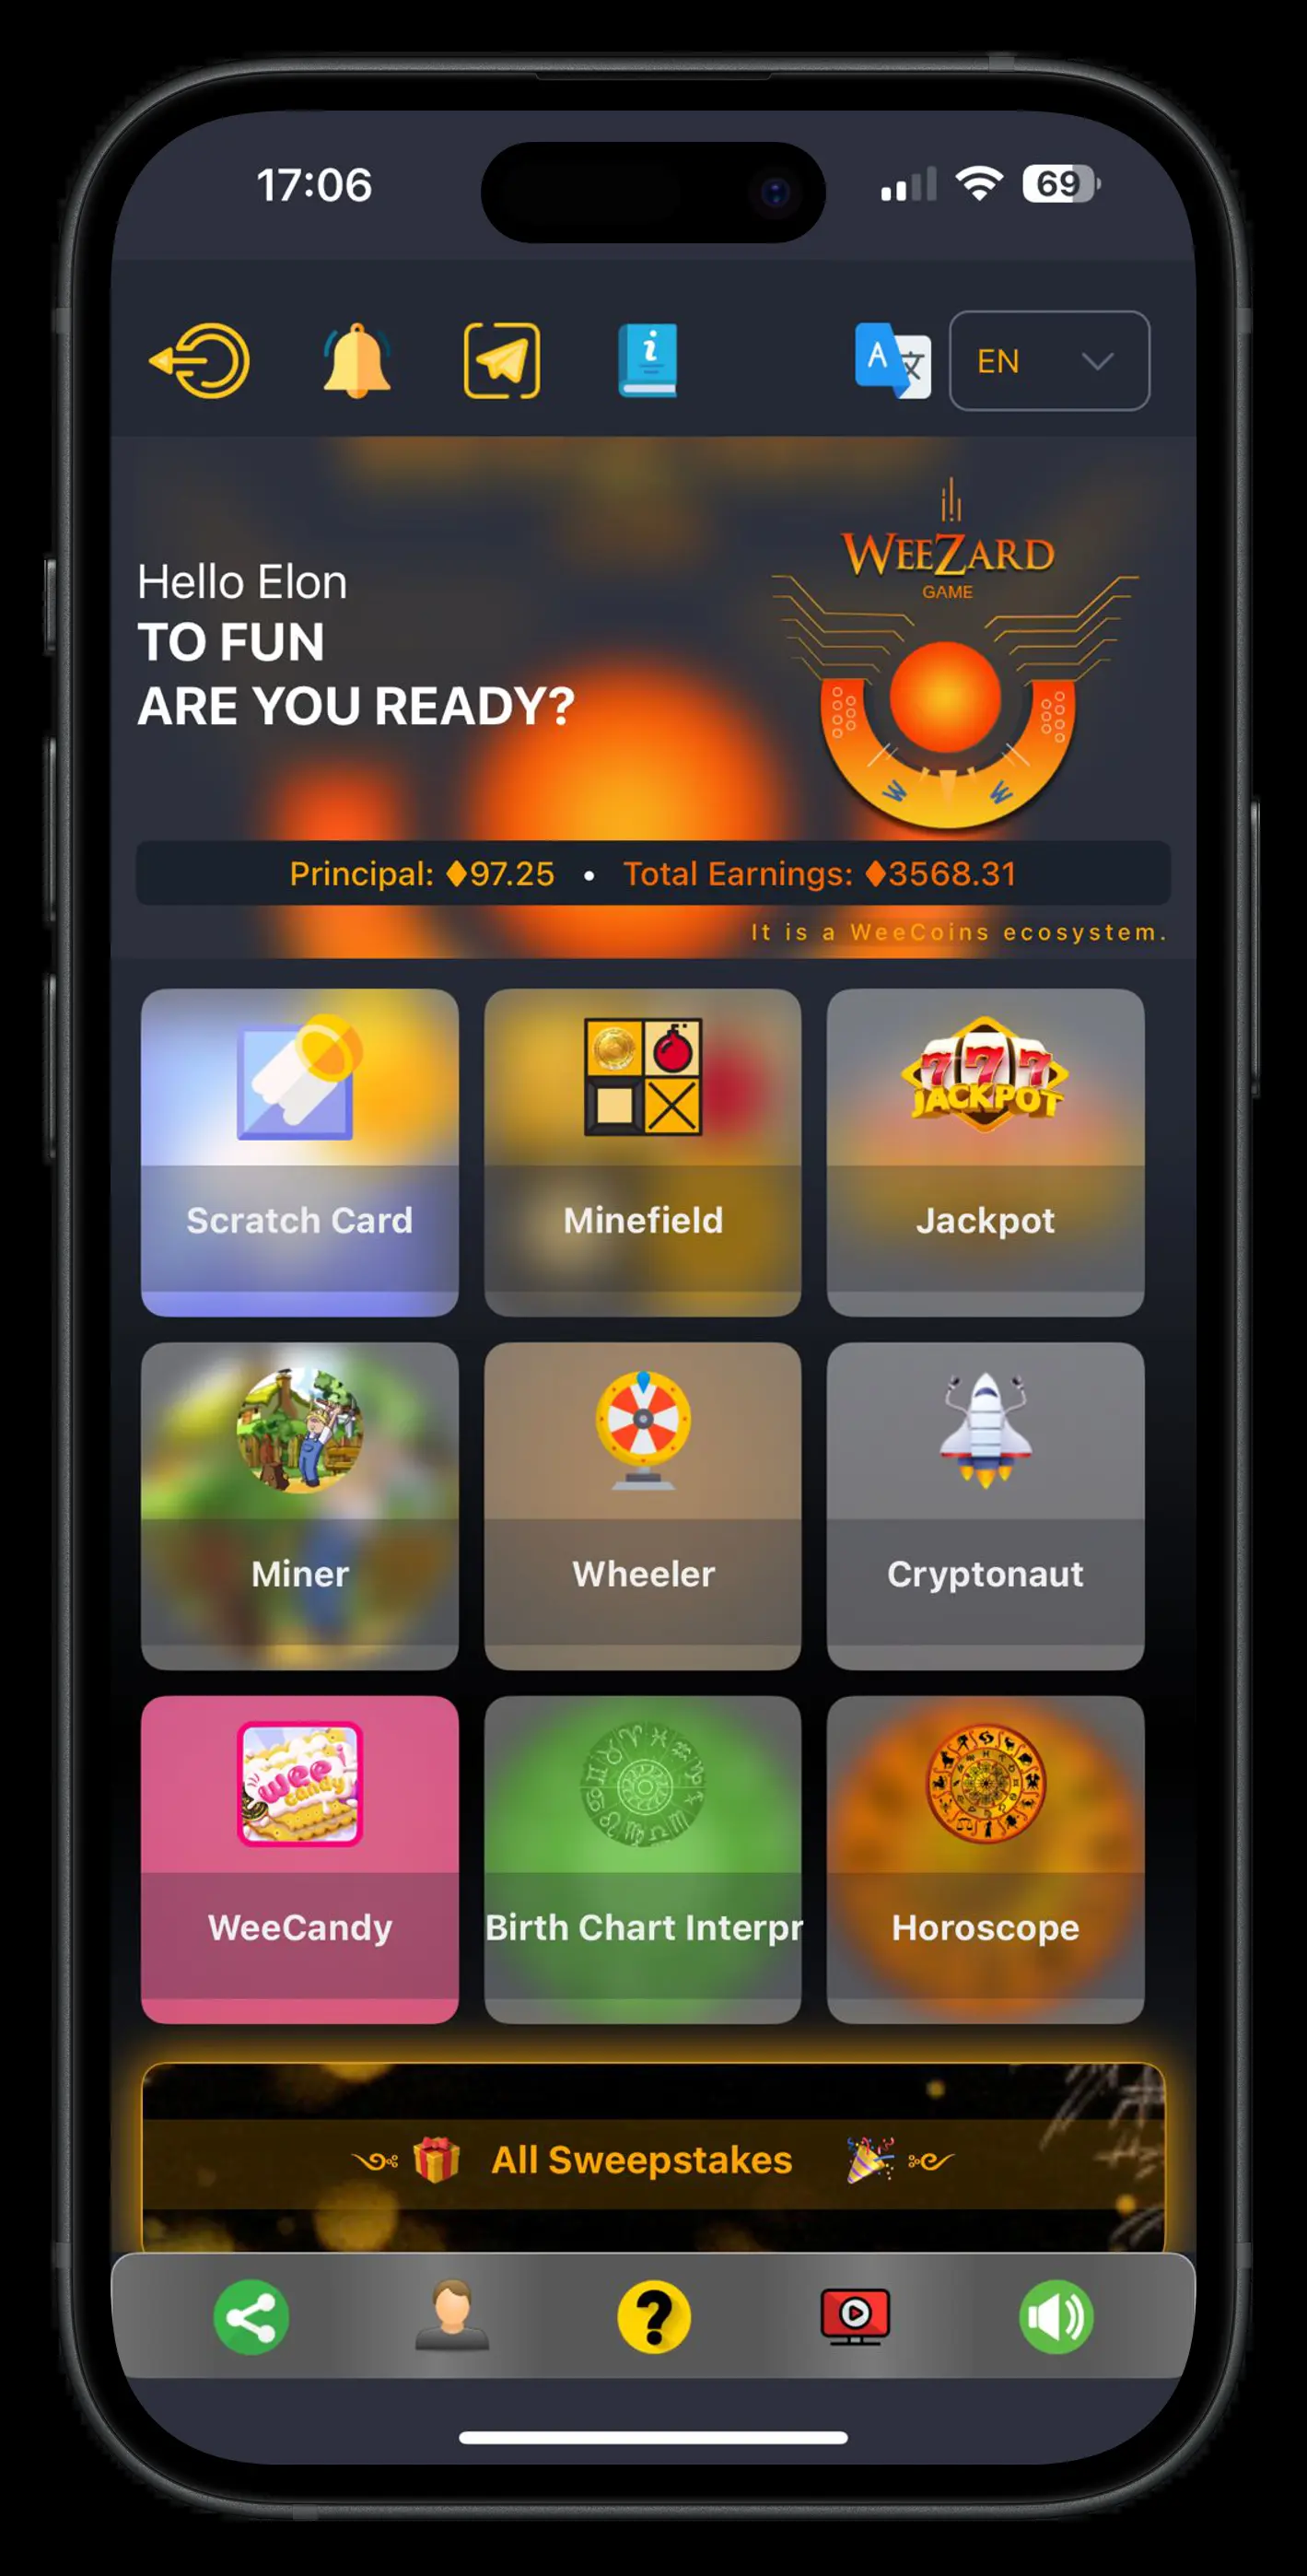 17:06
69
A 文
EN
WEEZARD
GAME
Hello Elon
TO FUN
ARE YOU READY?
Principal: ♦97.25 • Total Earnings: ♦3568.31
It is a WeeCoins ecosystem.
777
JACKPOT
Scratch Card
Minefield
Jackpot
Miner
Wheeler
Cryptonaut
wee
candy
WeeCandy
Birth Chart Interpr
Horoscope
All Sweepstakes